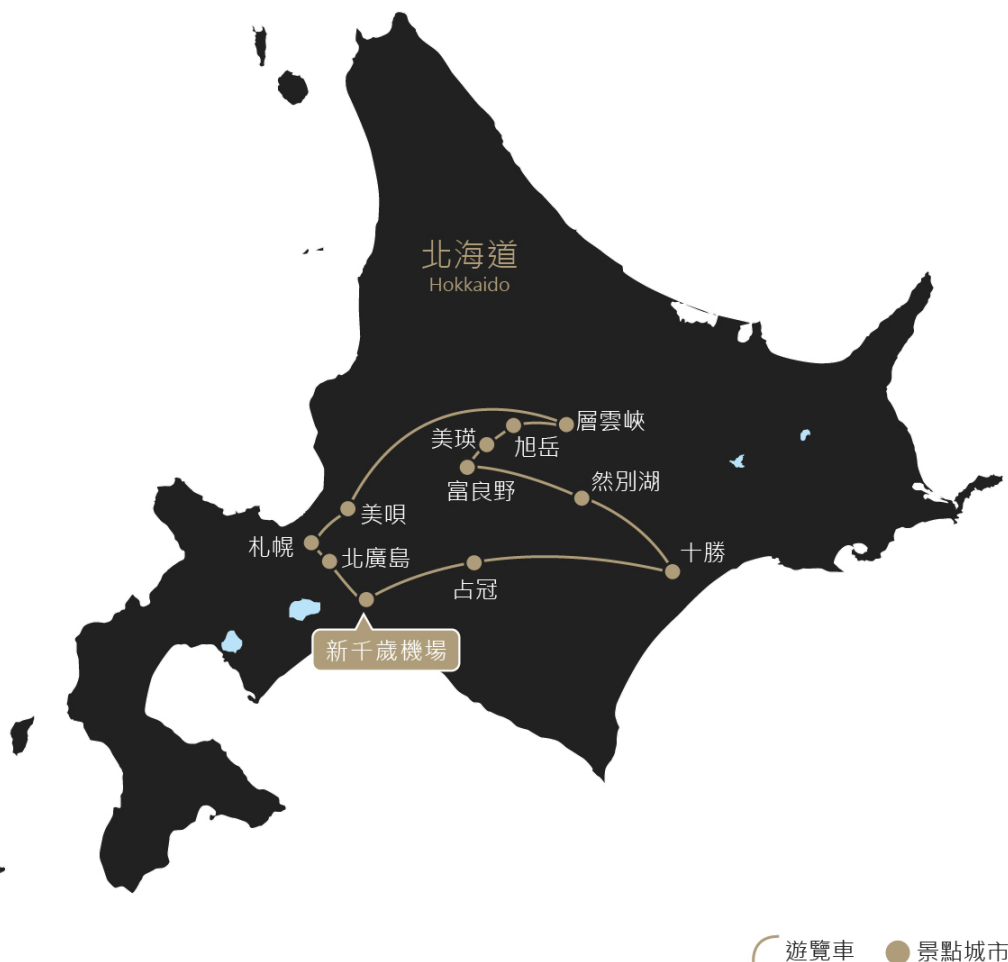 北海道
Hokkaido
層雲峽
旭岳
美瑛
富良野
然別湖
美唄
札幌
北廣島
十勝
占冠
新千歲機場
遊覽車
景點城市